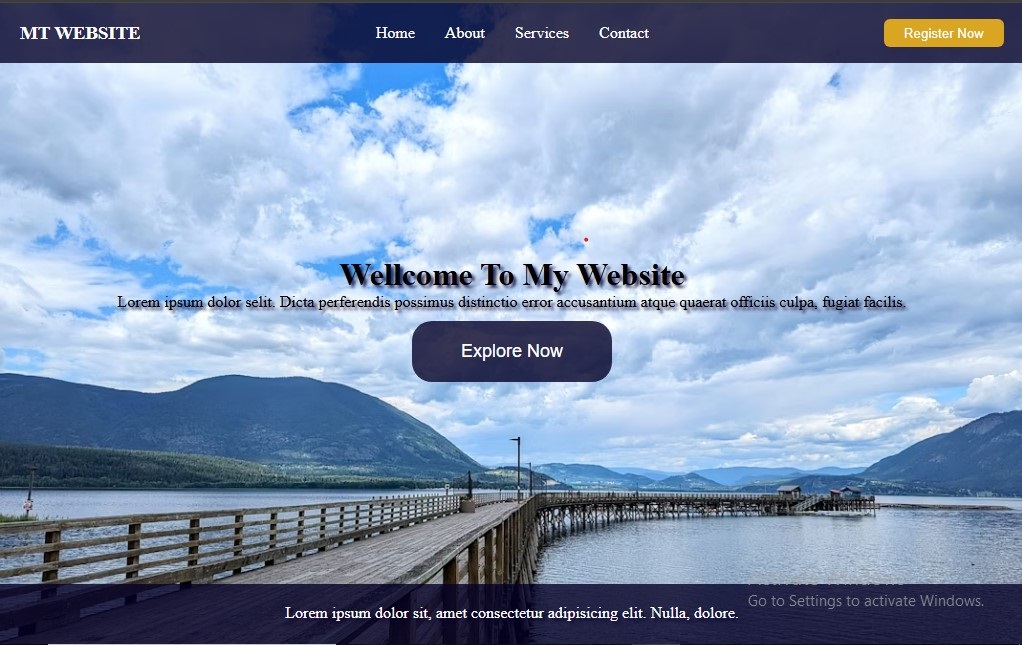 MT WEBSITE
Home About Services Contact
Register Now
Wellcome To My Website
Lorem ipsum dolor selit. Dicta perferendis possimus distinctio error accusantium atque quaerat officiis culpa, fugiat facilis.
Explore Now
Go to Settings to activate Windows.
Lorem ipsum dolor sit, amet consectetur adipisicing elit. Nulla, dolore.